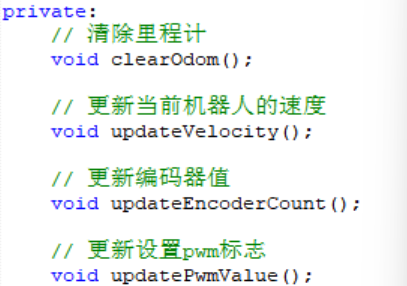 private:
// 清除里程计
void clearOdom();
// 更新当前机器人的速度
void updateVelocity();
// 更新编码器值
void updateEncoderCount();
// 更新设置pwm标志
void updatePwmValue();